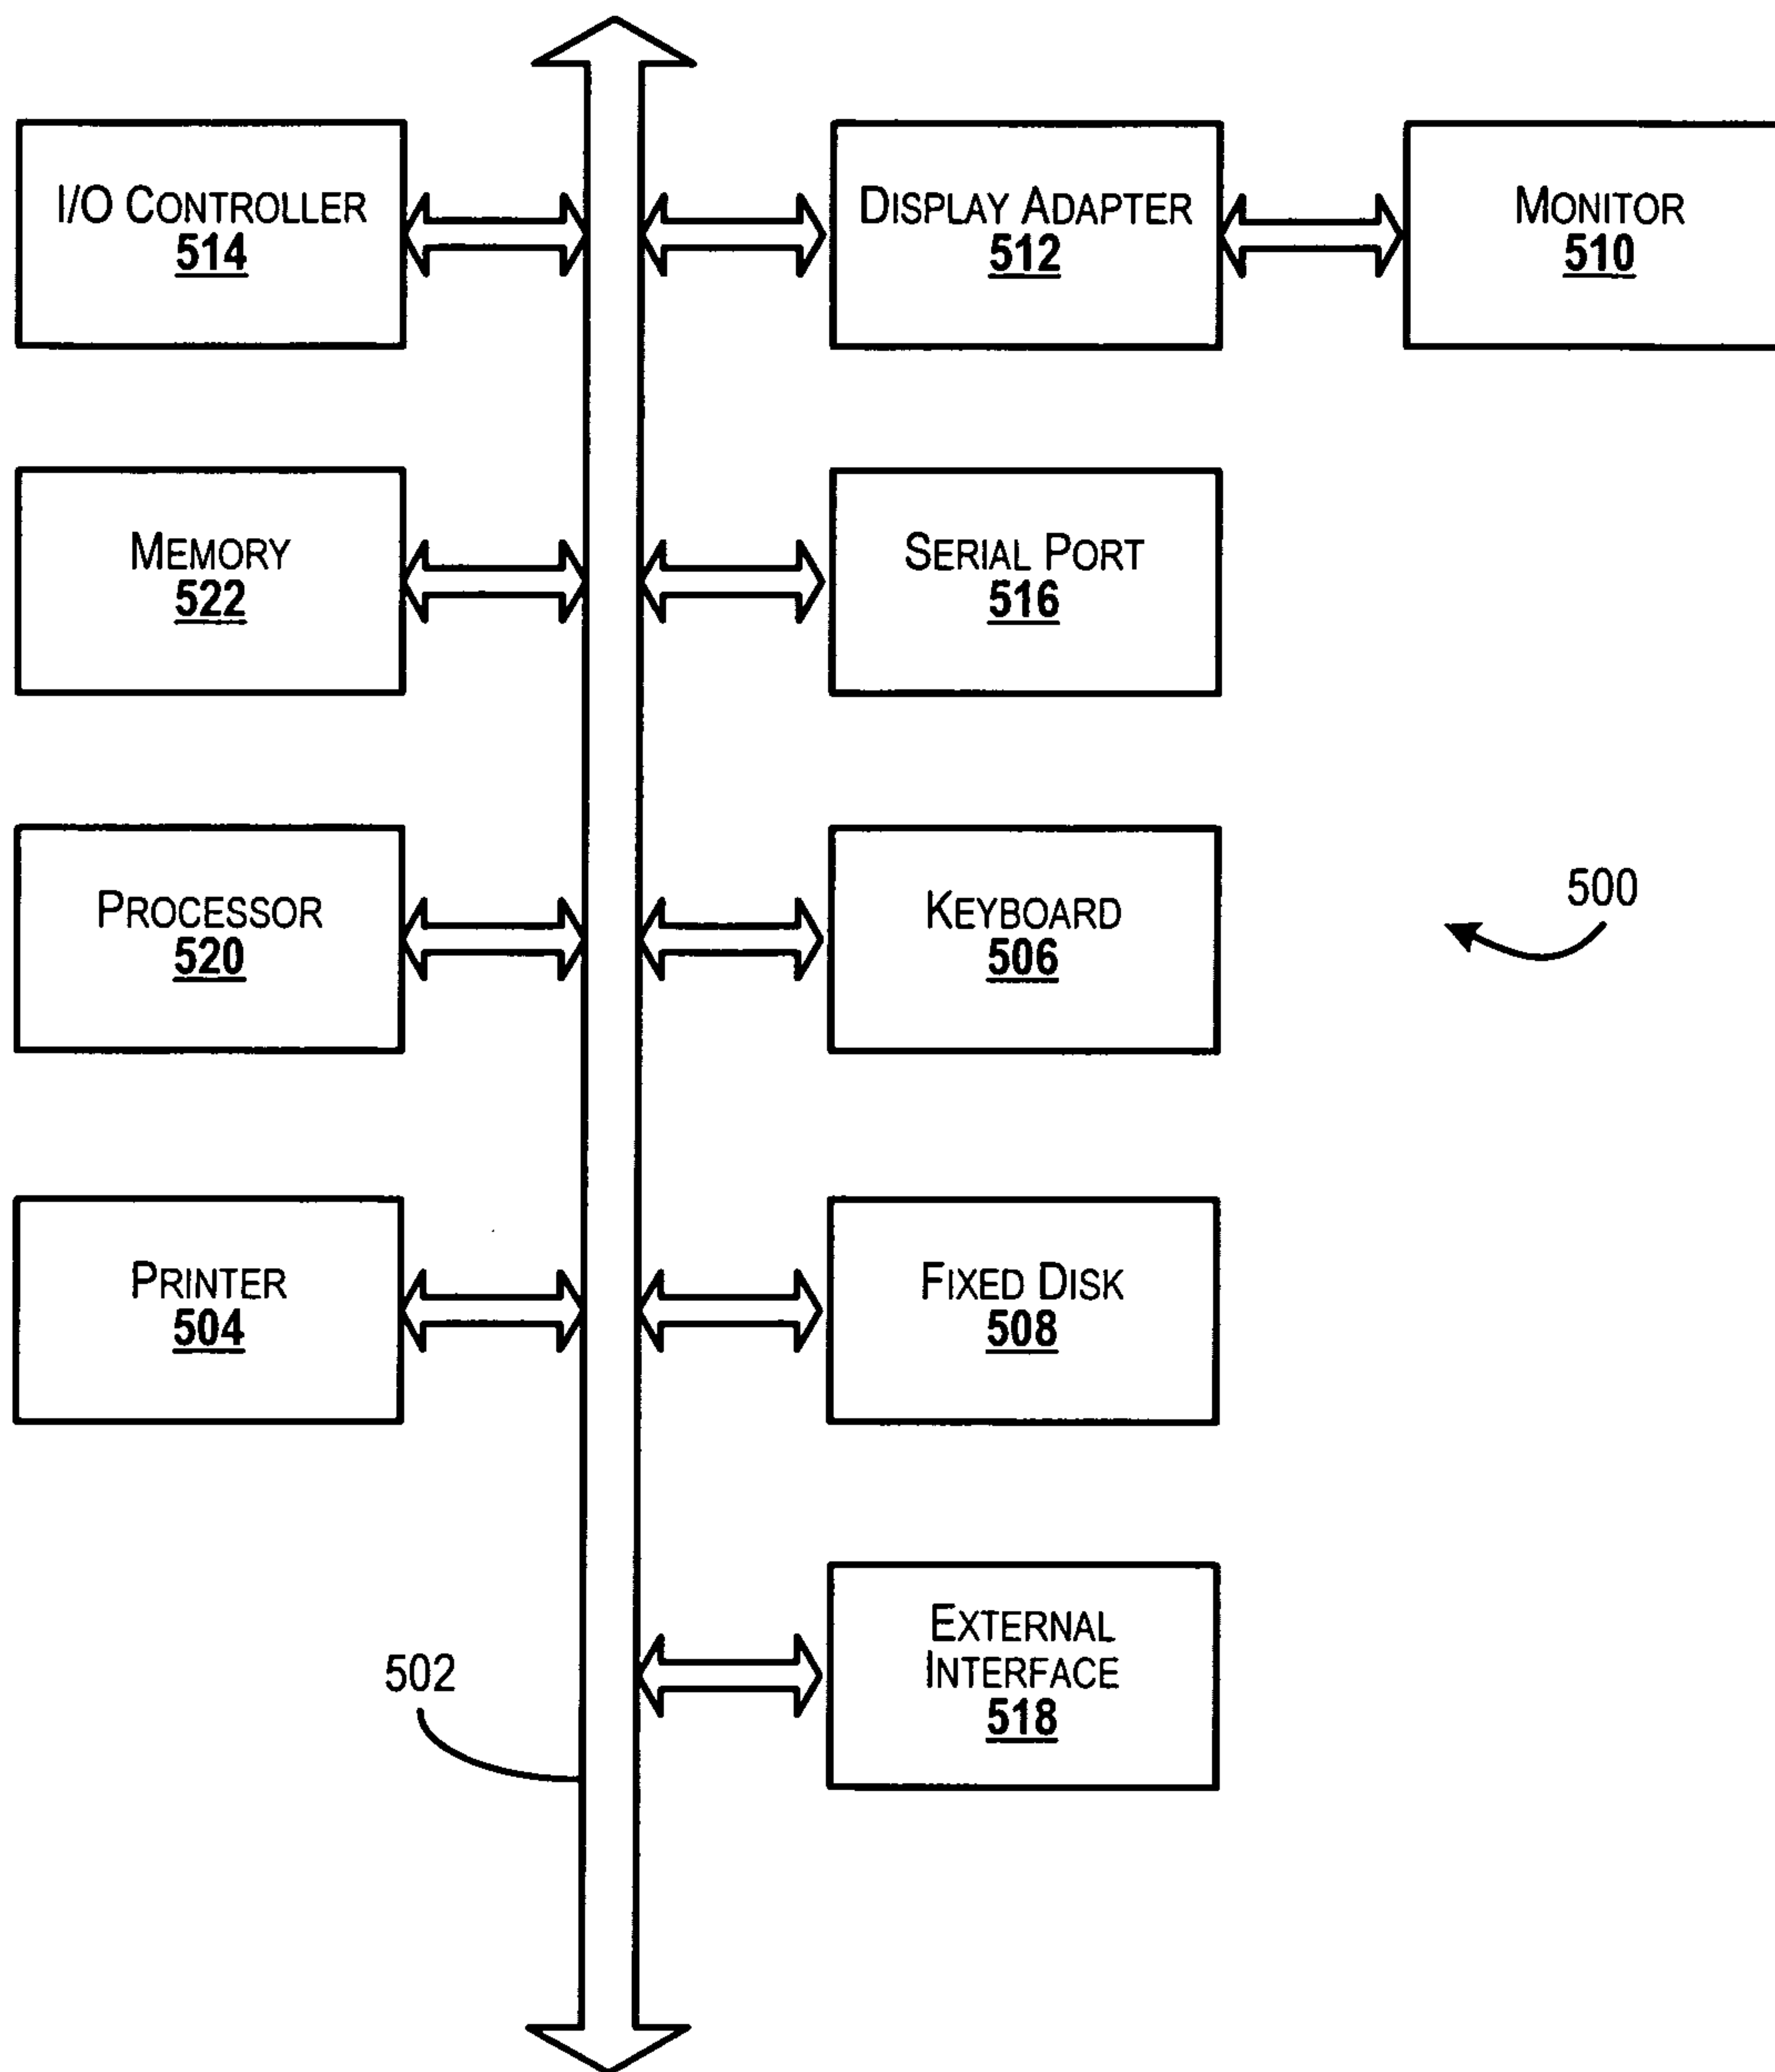 I/O CONTROLLER
514
DISPLAY ADAPTER
512
MONITOR
510
MEMORY
522
SERIAL PORT
516
PROCESSOR
520
KEYBOARD
506
500
PRINTER
504
FIXED DISK
508
502
EXTERNAL
INTERFACE
518